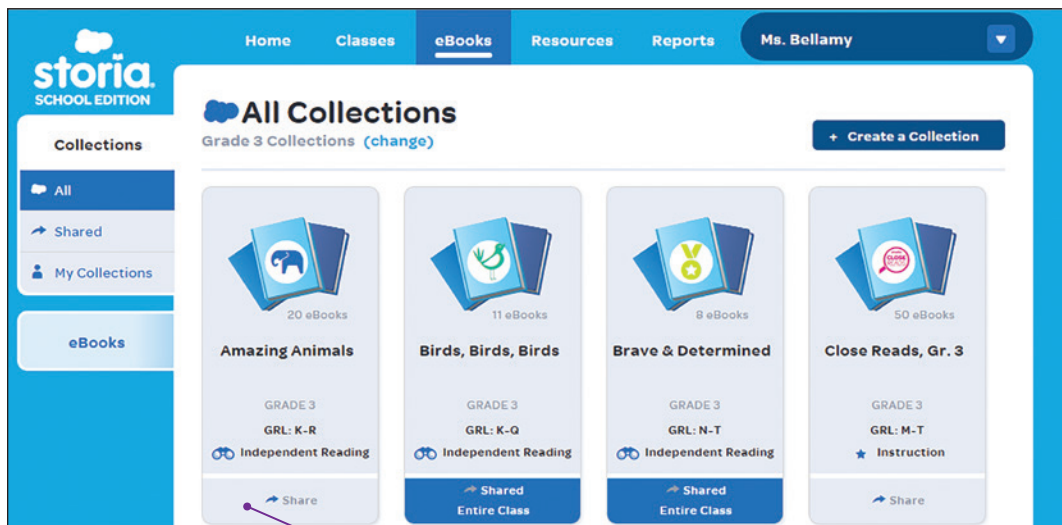 Home Classes eBooks Resources Reports Ms. Bellamy
storia.
SCHOOL EDITION
Collections
All
Shared
My Collections
eBooks
All Collections
Grade 3 Collections (change)
+ Create a Collection
20 eBooks
Amazing Animals
GRADE 3
GRL: K-R
Independent Reading
Share
11 eBooks
Birds, Birds, Birds
GRADE 3
GRL: K-Q
Independent Reading
Shared
Entire Class
8 eBooks
Brave & Determined
GRADE 3
GRL: N-T
Independent Reading
Shared
Entire Class
CLOSE
READS
50 eBooks
Close Reads, Gr. 3
GRADE 3
GRL: M-T
Instruction
Share